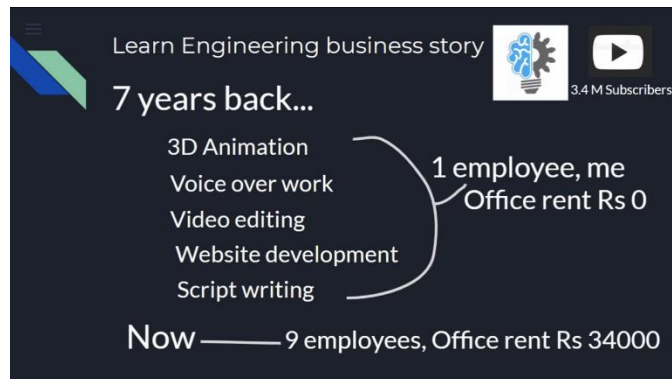 Learn Engineering business story
3.4 M Subscribers
7 years back...
3D Animation
Voice over work
Video editing
Website development
Script writing
1 employee, me
Office rent Rs 0
Now
9 employees, Office rent Rs 34000